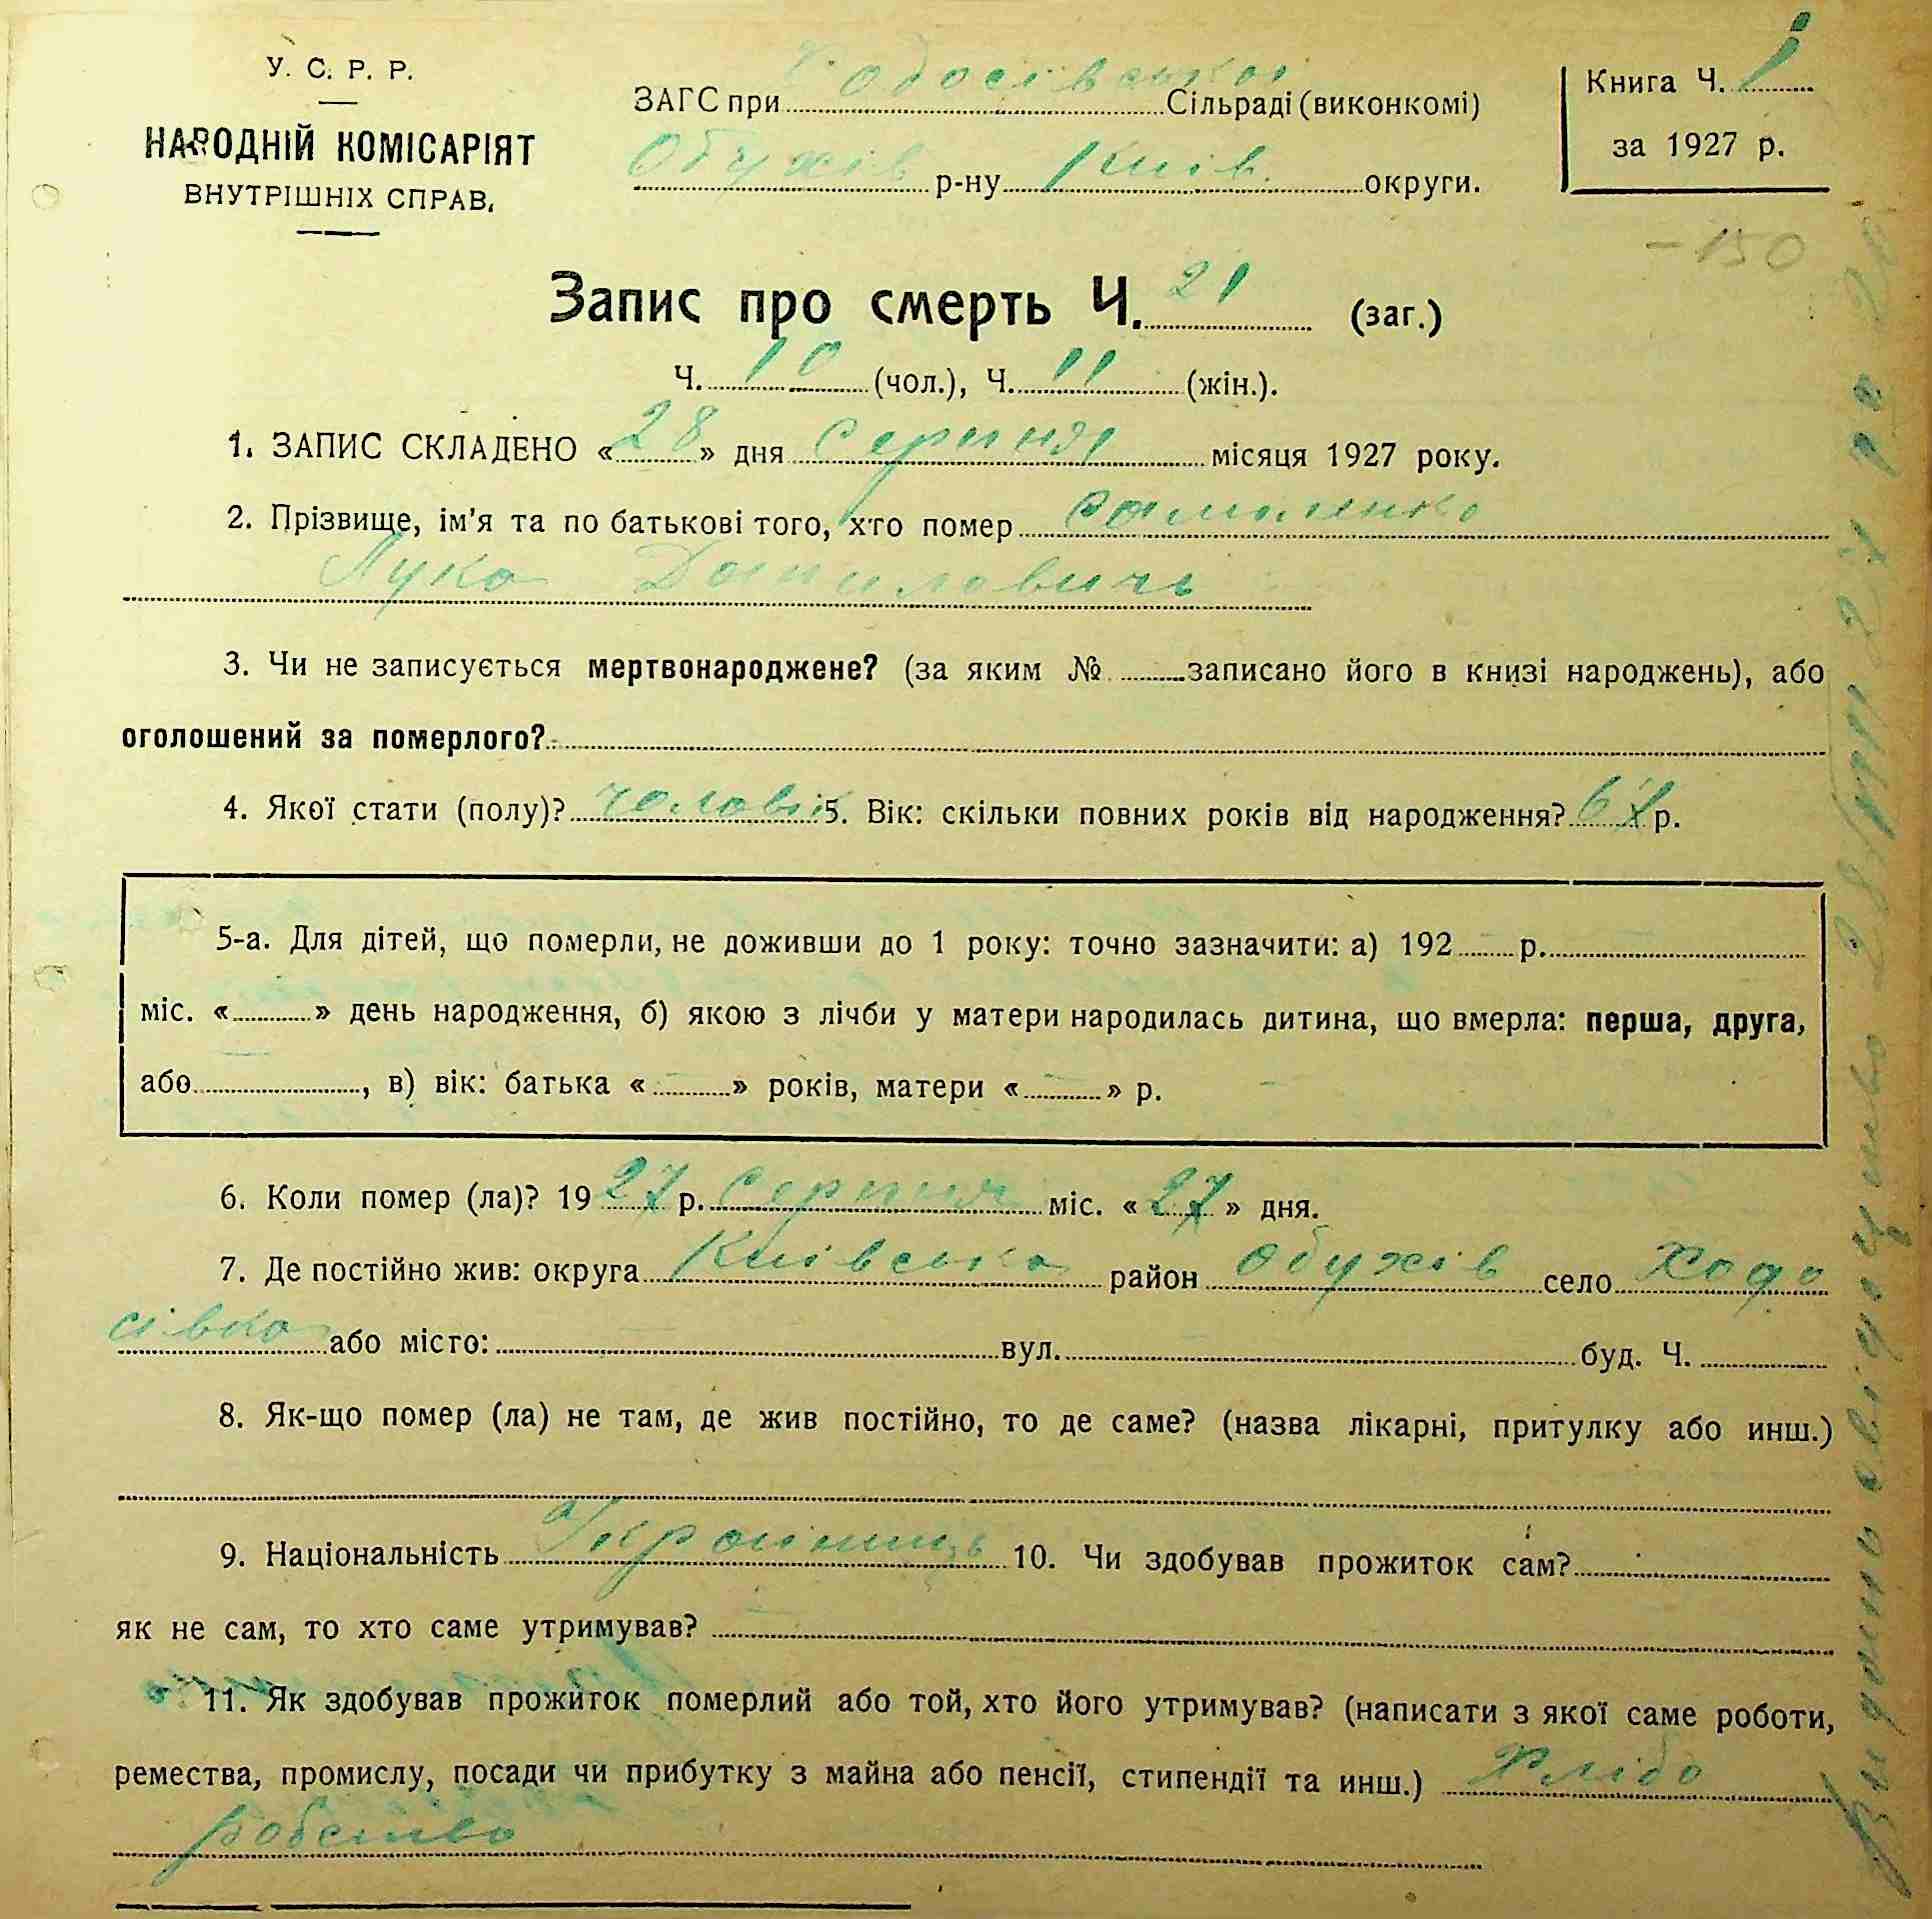 У. С. Р. Р.
НАРОДНІЙ КОМІСАРІЯТ
ВНУТРІШНІХ СПРАВ.
ЗАГС при Ходосівській Сільраді (виконкомі)
Обухів р-ну Київ. округи.
Книга Ч. 1
за 1927 р.
-150
Запис про смерть Ч. 21 (заг.)
Ч. 10 (чол.), Ч. 11 (жін.).
1. ЗАПИС СКЛАДЕНО «28» дня Серпня місяця 1927 року.
2. Прізвище, ім'я та по батькові того, хто помер
Лука Данилович
3. Чи не записується мертвонароджене? (за яким № записано його в книзі народжень), або
оголошений за померлого?
4. Якої стати (полу)? чоловік 5. Вік: скільки повних років від народження? 67 р.
5-а. Для дітей, що померли, не доживши до 1 року: точно зазначити: а) 192 р.
міс. « » день народження, б) якою з лічби у матери народилась дитина, що вмерла: перша, друга,
або , в) вік: батька « » років, матери « » р.
6. Коли помер (ла)? 1927 р. Серпня міс. «27» дня.
7. Де постійно жив: округа Київська район Обухів село Ходо
сівка або місто: вул. буд. Ч.
8. Як-що помер (ла) не там, де жив постійно, то де саме? (назва лікарні, притулку або инш.)
9. Національність Українець 10. Чи здобував прожиток сам?
як не сам, то хто саме утримував?
11. Як здобував прожиток померлий або той, хто його утримував? (написати з якої саме роботи,
ремества, промислу, посади чи прибутку з майна або пенсії, стипендії та инш.) Хлібо
робство